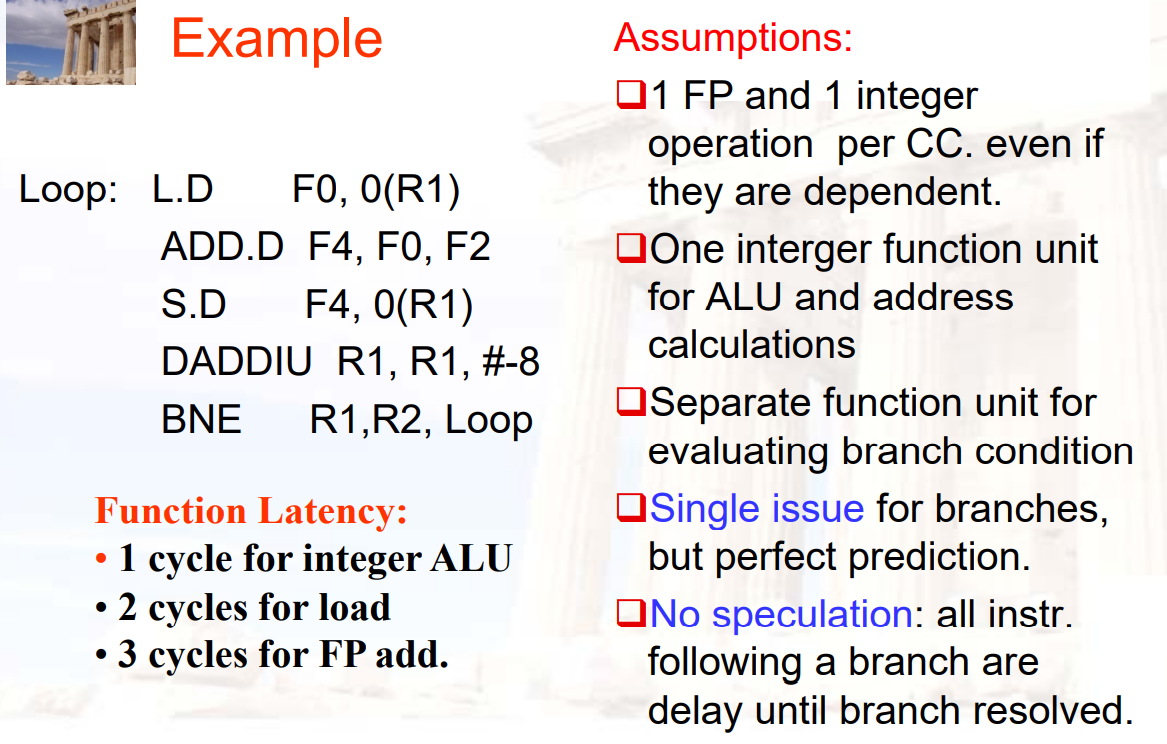 Example
Loop: L.D F0, 0(R1)
ADD.D F4, F0, F2
S.D F4, 0(R1)
DADDIU R1, R1, #-8
BNE R1,R2, Loop
Function Latency:
• 1 cycle for integer ALU
• 2 cycles for load
• 3 cycles for FP add.
Assumptions:
❑1 FP and 1 integer
operation per CC. even if
they are dependent.
❑One interger function unit
for ALU and address
calculations
❑Separate function unit for
evaluating branch condition
❑Single issue for branches,
but perfect prediction.
❑No speculation: all instr.
following a branch are
delay until branch resolved.